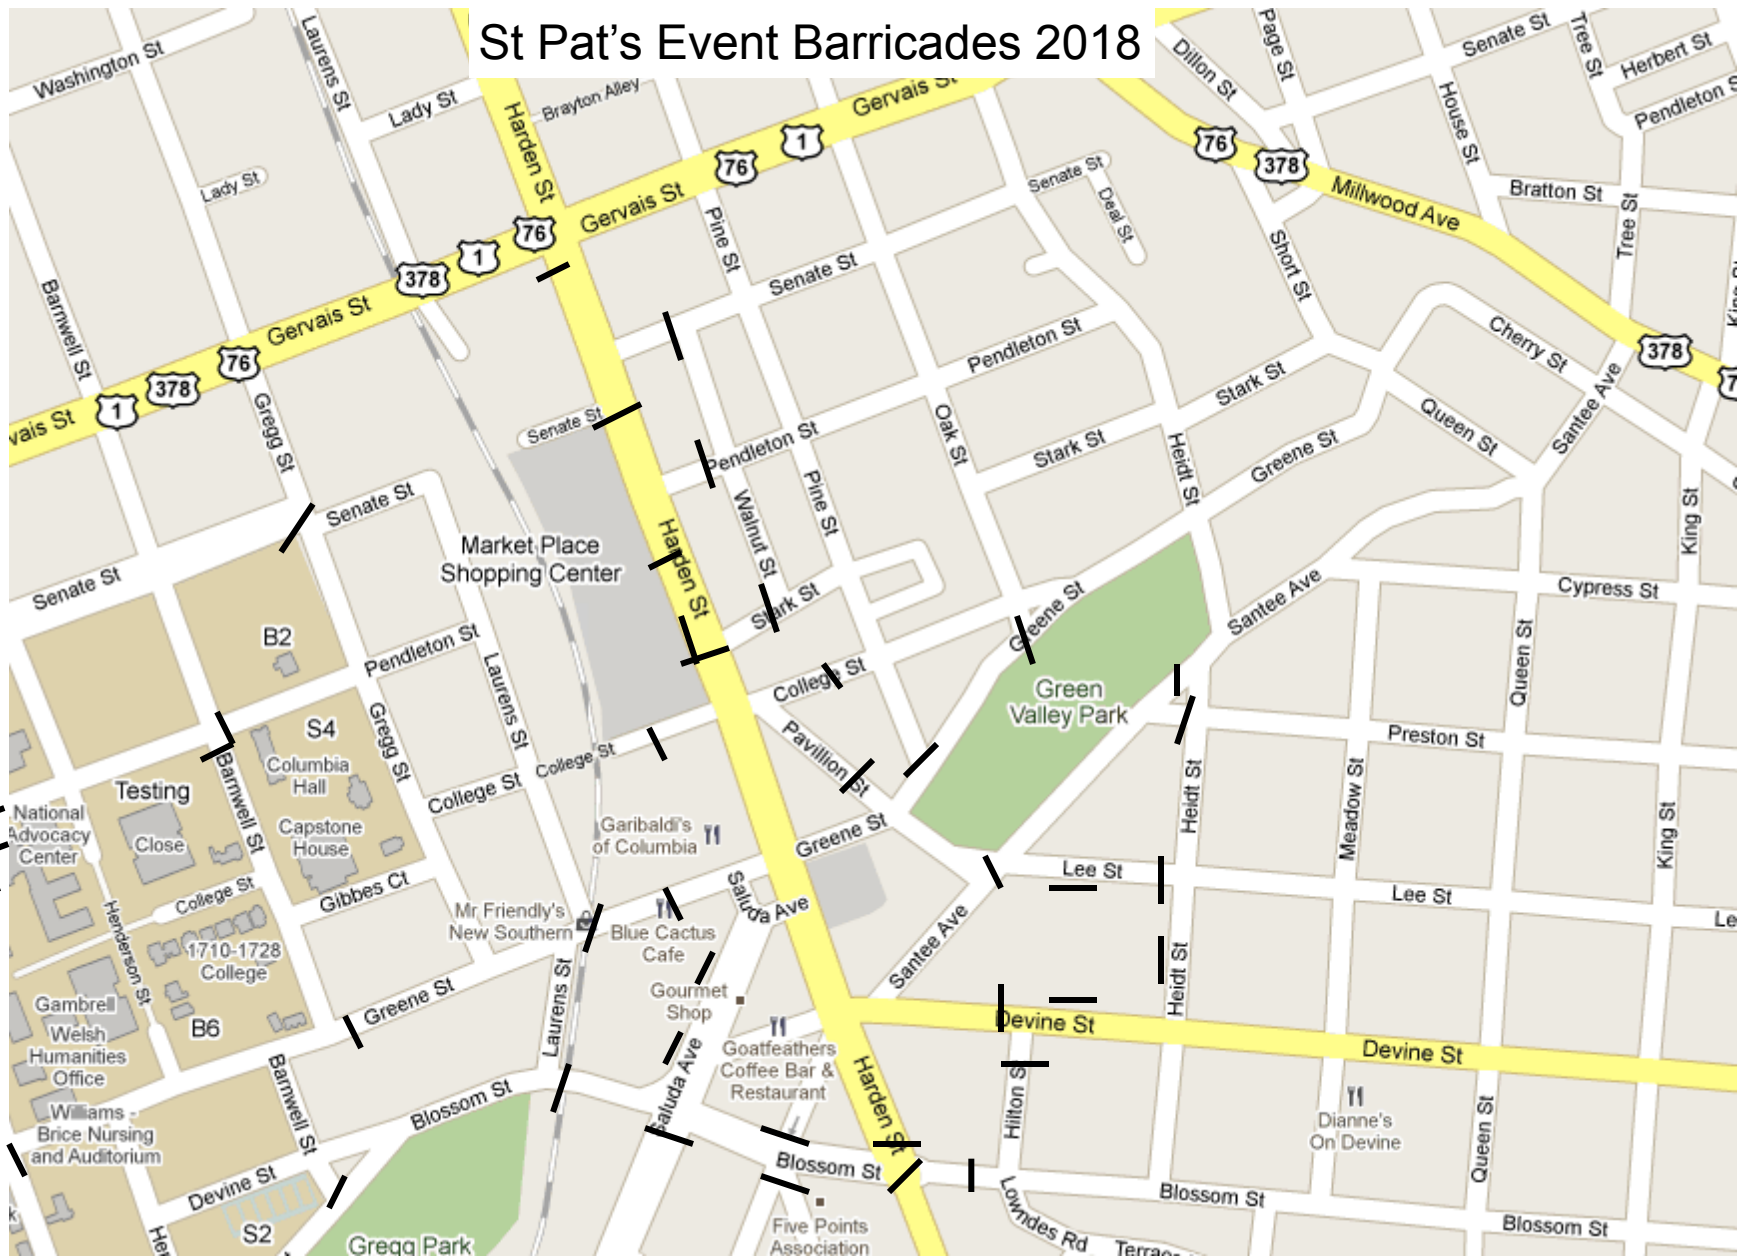 St Pat's Event Barricades 2018
Washington St
Laurens St
Lady St
Brayton Alley
Harden St
Gervais St
Dillon St
Page St
Senate St
Tree St
Herbert St
Pendleton S
House St
1
76
76
378
Lady St
Gervais St
Pine St
Senate St
Deal St
Millwood Ave
Bratton St
Tree St
76
1
378
Barnwell St
Gervais St
Senate St
Short St
King St
Cherry St
378
7
76
378
1
vais St
Gregg St
Senate St
Pendleton St
Oak St
Stark St
Stark St
Queen St
Santee Ave
Pendleton St
Heidt St
Greene St
Senate St
Walnut St
Pine St
Harden St
Market Place
Shopping Center
King St
Senate St
Stark St
Greene St
Santee Ave
Cypress St
B2
Pendleton St
Laurens St
College St
Green
Valley Park
Queen St
S4
Gregg St
Columbia
Hall
College St
College St
Pavillion St
Preston St
Testing
Barnwell St
National
Advocacy
Center
Close
Capstone
House
Garibaldi's
of Columbia
Greene St
Heidt St
Meadow St
King St
College St
Gibbes Ct
Saluda Ave
Lee St
Lee St
Le
Henderson St
Mr Friendly's
New Southern
Blue Cactus
Cafe
Santee Ave
1710-1728
College
Gambrell
Greene St
Laurens St
Gourmet
Shop
Heidt St
Welsh
Humanities
Office
B6
Devine St
Devine St
Saluda Ave
Goatfeathers
Coffee Bar &
Restaurant
Harden St
Hilton St
Dianne's
On Devine
Queen St
Williams -
Brice Nursing
and Auditorium
Barnwell St
Blossom St
Blossom St
Blossom St
Blossom St
Devine St
S2
Gregg Park
He
k
Five Points
Association
Lowndes Rd
Terrace